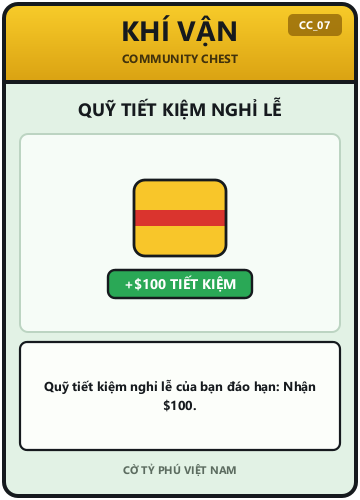 KHÍ VẬN
CC_07
COMMUNITY CHEST
QUỸ TIẾT KIỆM NGHỈ LỄ
+$100 TIẾT KIỆM
Quỹ tiết kiệm nghỉ lễ của bạn đáo hạn: Nhận
$100.
CỜ TỶ PHÚ VIỆT NAM